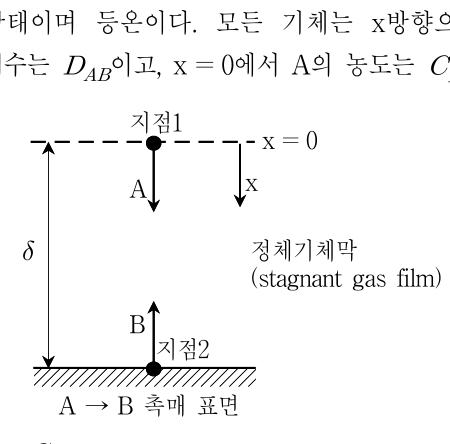 상태이며 등온이다. 모든 기체는 x방향으
계수는 D_AB이고, x = 0에서 A의 농도는 C
지점1
x = 0
A
x
δ
정체기체막
(stagnant gas film)
B
지점2
A → B 촉매 표면